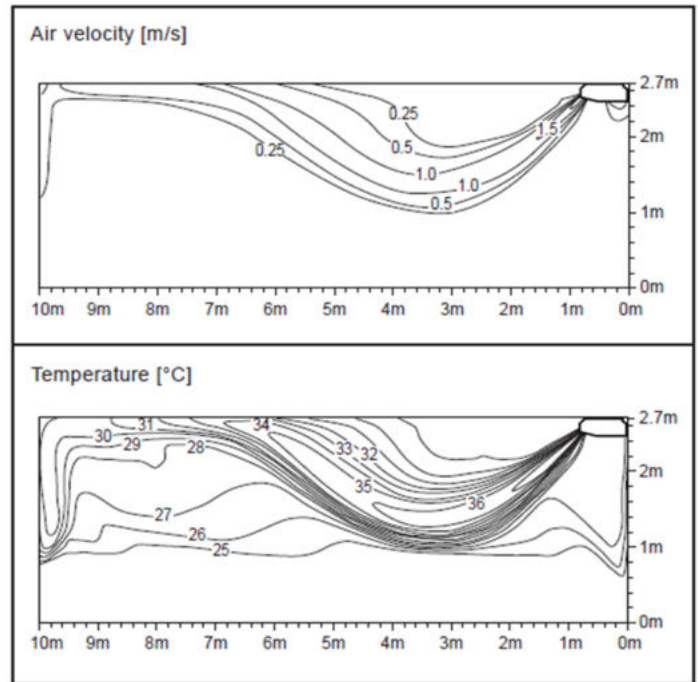 Air velocity [m/s]
2.7m
0.25
1.5
2m
0.5
0.25
1.0
1.0
0.5
1m
0m
10m 9m 8m 7m 6m 5m 4m 3m 2m 1m 0m
Temperature [°C]
2.7m
31 34
30
29 28 33 32
2m
35
36
27
26
25
1m
0m
10m 9m 8m 7m 6m 5m 4m 3m 2m 1m 0m